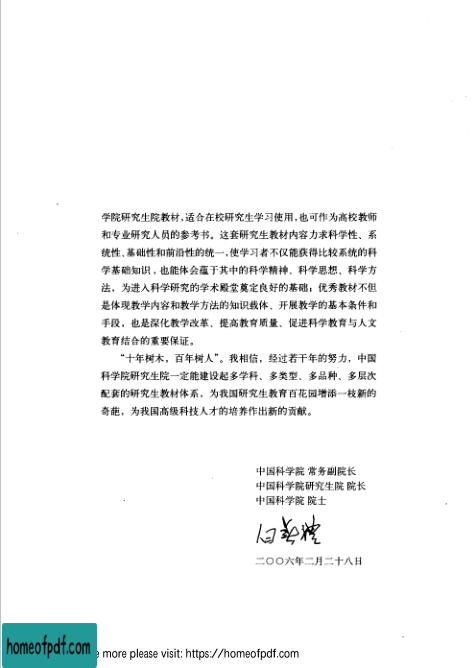 学院研究生院教材，适合在校研究生学习使用，也可作为高校教师
和专业研究人员的参考书。这套研究生教材内容力求科学性、系
统性、基础性和前沿性的统一，使学习者不仅能获得比较系统的科
学基础知识，也能体会蕴于其中的科学精神、科学思想、科学方
法，为进入科学研究的学术殿堂奠定良好的基础；优秀教材不但
是体现教学内容和教学方法的知识载体、开展教学的基本条件和
手段，也是深化教学改革、提高教育质量、促进科学教育与人文
教育结合的重要保证。
“十年树木，百年树人”。我相信，经过若干年的努力，中国
科学院研究生院一定能建设起多学科、多类型、多品种、多层次
配套的研究生教材体系，为我国研究生教育百花园增添一枝新的
奇葩，为我国高级科技人才的培养作出新的贡献。
中国科学院 常务副院长
中国科学院研究生院 院长
中国科学院 院士
白春礼
二〇〇六年二月二十八日
homeofpdf.com
e more please visit: https://homeofpdf.com